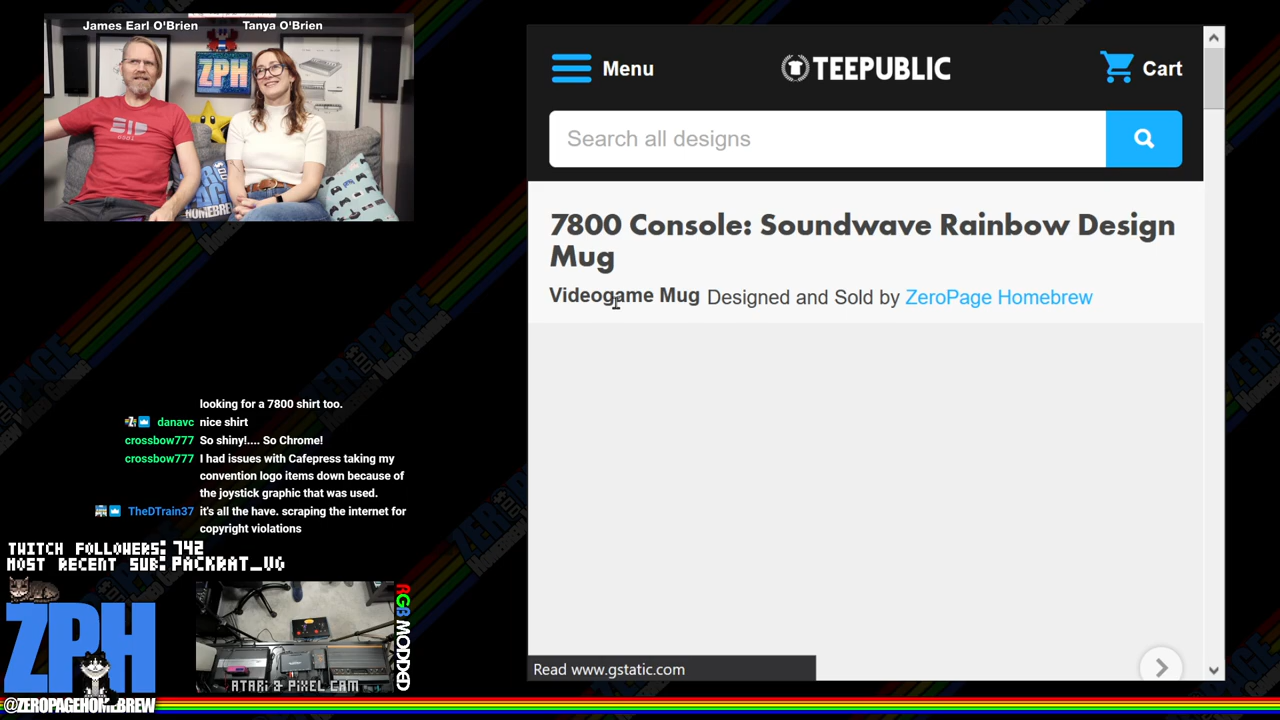 James Earl O'Brien
Tanya O'Brien
ZPH
HOMEBREW
looking for a 7800 shirt too.
danavc nice shirt
crossbow777 So shiny!.... So Chrome!
crossbow777 I had issues with Cafepress taking my
convention logo items down because of
the joystick graphic that was used.
TheDTrain37 it's all the have. scraping the internet for
copyright violations
TWITCH FOLLOWERS: 742
MOST RECENT SUB: PACKRAT_VG
ZPH
@ZEROPAGEHOMEBREW
RGB MODDED
ATARI & PIXEL CAM
Menu
TEEPUBLIC
Cart
Search all designs
7800 Console: Soundwave Rainbow Design
Mug
Videogame Mug Designed and Sold by ZeroPage Homebrew
Read www.gstatic.com